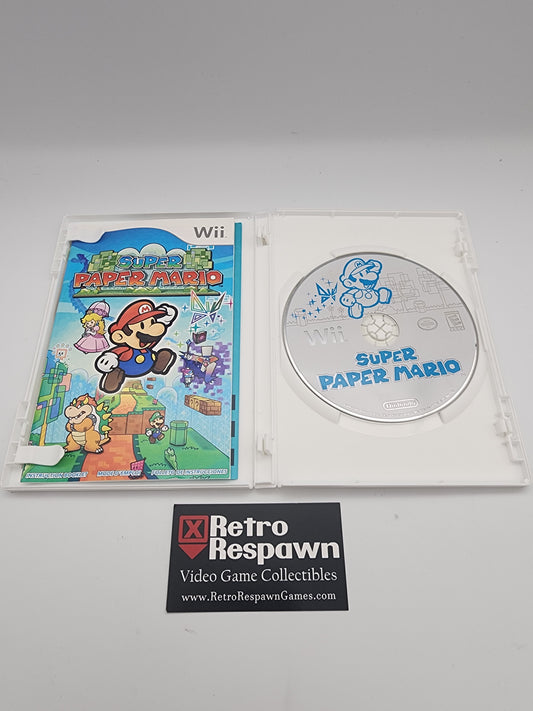 Wii
SUPER
PAPER MARIO
INSTRUCTION BOOKLET
MODE D'EMPLOI
FOLLETO DE INSTRUCCIONES
Wii
SUPER
PAPER MARIO
Nintendo
X Retro
Respawn
Video Game Collectibles
www.RetroRespawnGames.com